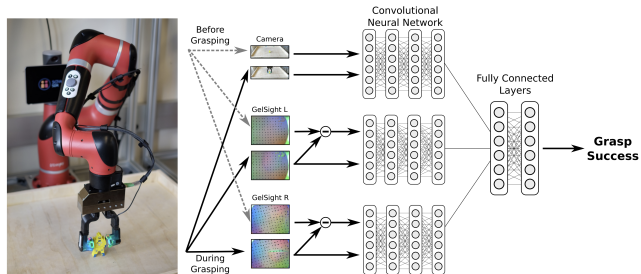 Before
Grasping
Camera
Convolutional
Neural Network
GelSight L
Fully Connected
Layers
Grasp
Success
GelSight R
During
Grasping